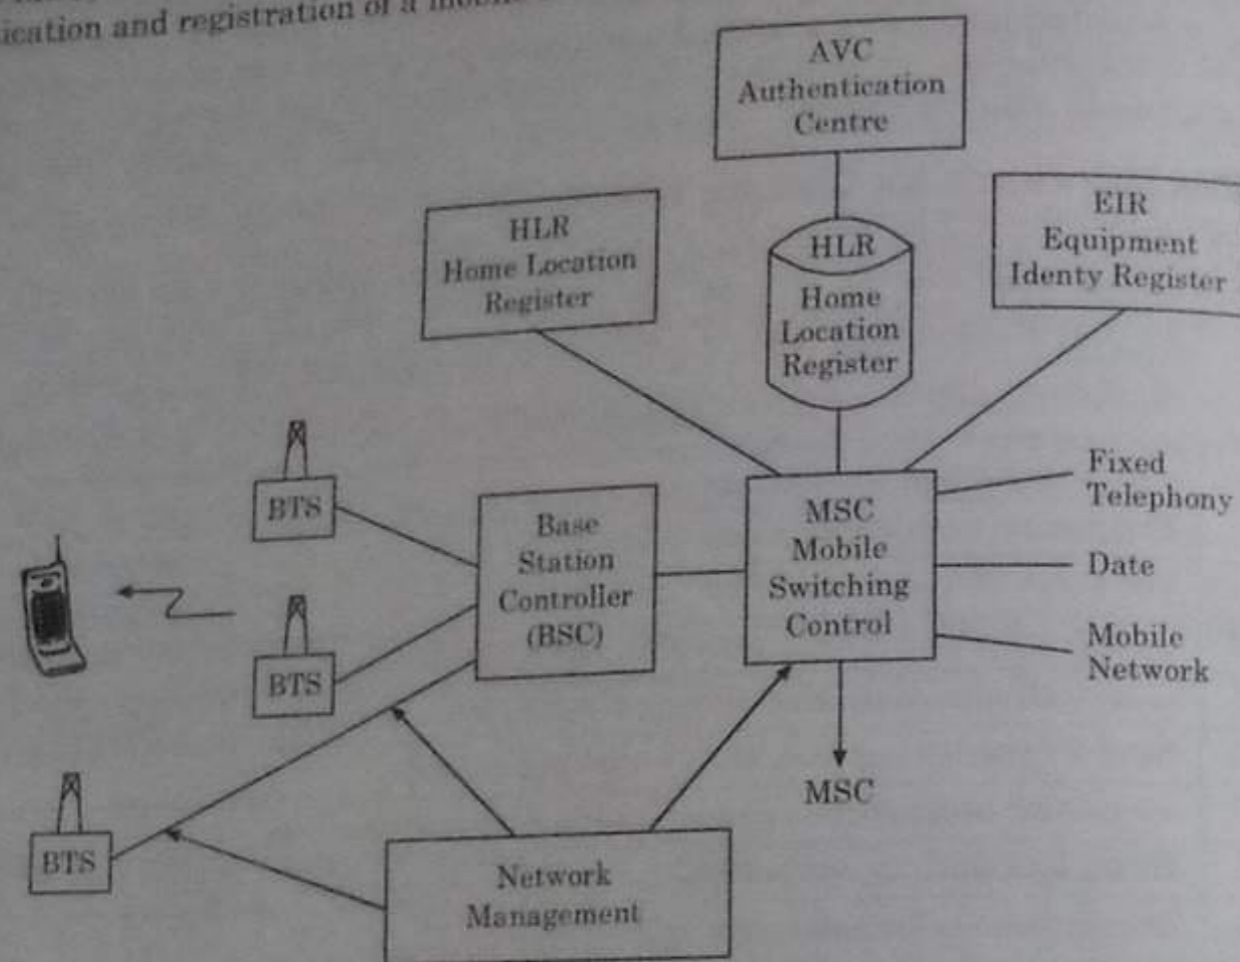 ication and registration of a mobile
AVC
Authentication
Centre
HLR
Home Location
Register
HLR
Home
Location
Register
EIR
Equipment
Identy Register
BTS
Base
Station
Controller
(BSC)
MSC
Mobile
Switching
Control
Fixed
Telephony
Date
Mobile
Network
BTS
MSC
BTS
Network
Management